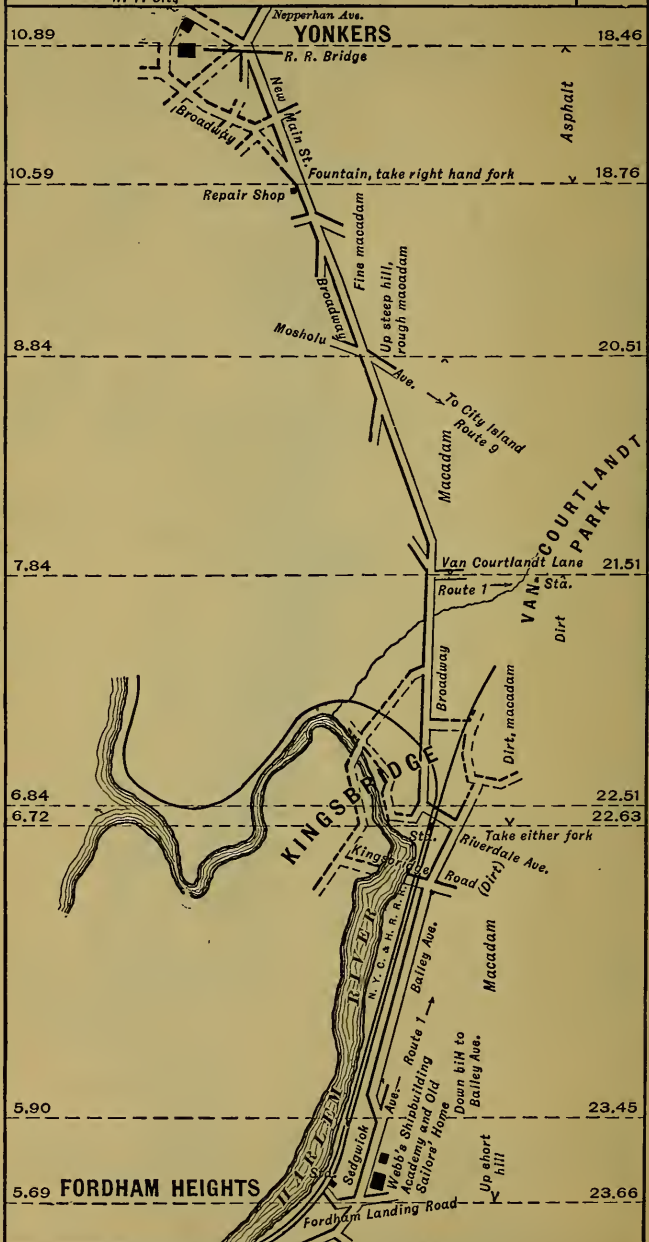 Nepperhan Ave.
10.89
YONKERS
18.46
R. R. Bridge
New Main St.
Asphalt
Broadway
10.59
Fountain, take right hand fork
18.76
Repair Shop
Fine macadam
Broadway
Up steep hill,
rough macadam
Mosholu
Ave.
8.84
20.51
To City Island
Route 9
Macadam
VAN COURTLANDT
PARK
Van Courtlandt Lane
7.84
21.51
Route 1
Sta.
Dirt
Broadway
Dirt, macadam
KINGSBRIDGE
6.84
22.51
6.72
22.63
Sta.
Take either fork
Riverdale Ave.
Kingsbridge
Road
(Dirt)
N. Y. C. & H. R. R. R.
Bailey Ave.
Macadam
HARLEM RIVER
Route 1
Down hill to
Bailey Ave.
5.90
23.45
Sedgwick
Ave.
Webb's Shipbuilding
Academy and Old
Sailors' Home
Up short
hill
Sta.
5.69
FORDHAM HEIGHTS
23.66
Fordham Landing Road